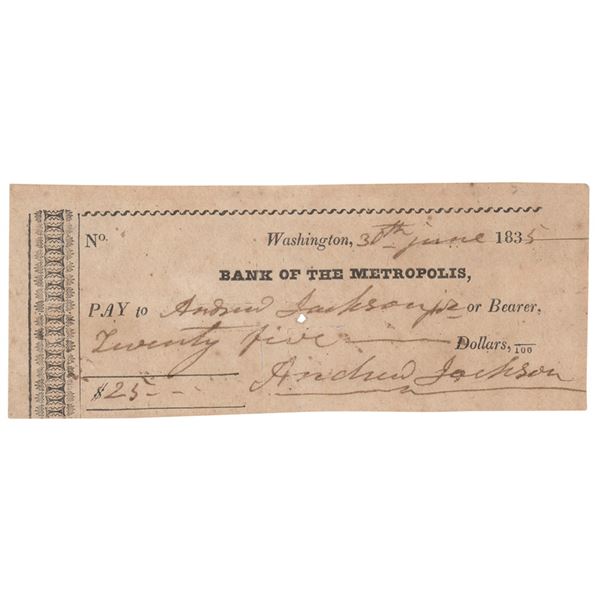 No. Washington, 30th june 1835
BANK OF THE METROPOLIS,
PAY to Andrew Jackson jr or Bearer,
Twenty five Dollars, /100
$25 Andrew Jackson